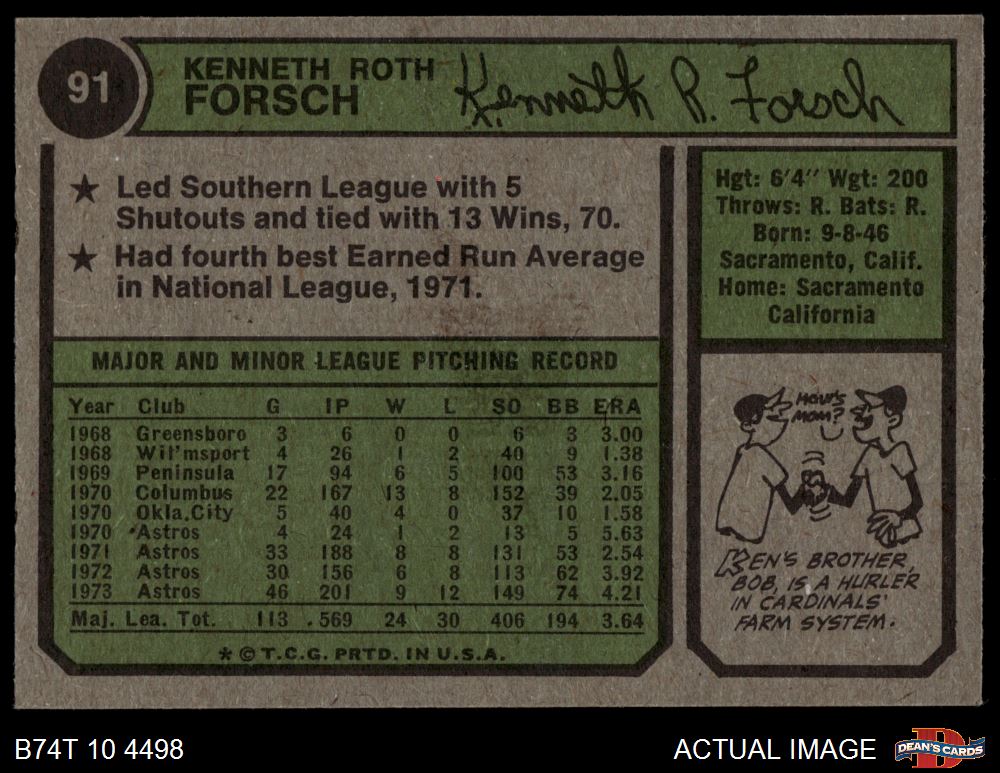 91
KENNETH ROTH
FORSCH
Kenneth R. Forsch
★ Led Southern League with 5
Shutouts and tied with 13 Wins, 70.
★ Had fourth best Earned Run Average
in National League, 1971.
Hgt: 6'4" Wgt: 200
Throws: R. Bats: R.
Born: 9-8-46
Sacramento, Calif.
Home: Sacramento
California
MAJOR AND MINOR LEAGUE PITCHING RECORD
Year Club G IP W L SO BB ERA
1968 Greensboro 3 6 0 0 6 3 3.00
1968 Wil'msport 4 26 1 2 40 9 1.38
1969 Peninsula 17 94 6 5 100 53 3.16
1970 Columbus 22 167 13 8 152 39 2.05
1970 Okla.City 5 40 4 0 37 10 1.58
1970 Astros 4 24 1 2 13 5 5.63
1971 Astros 33 188 8 8 131 53 2.54
1972 Astros 30 156 6 8 113 62 3.92
1973 Astros 46 201 9 12 149 74 4.21
Maj. Lea. Tot. 113 569 24 30 406 194 3.64
* © T.C.G. PRTD. IN U.S.A.
HOW'S
MOM?
KEN'S BROTHER,
BOB, IS A HURLER
IN CARDINALS'
FARM SYSTEM.
B74T 10 4498
ACTUAL IMAGE
D
DEAN'S CARDS